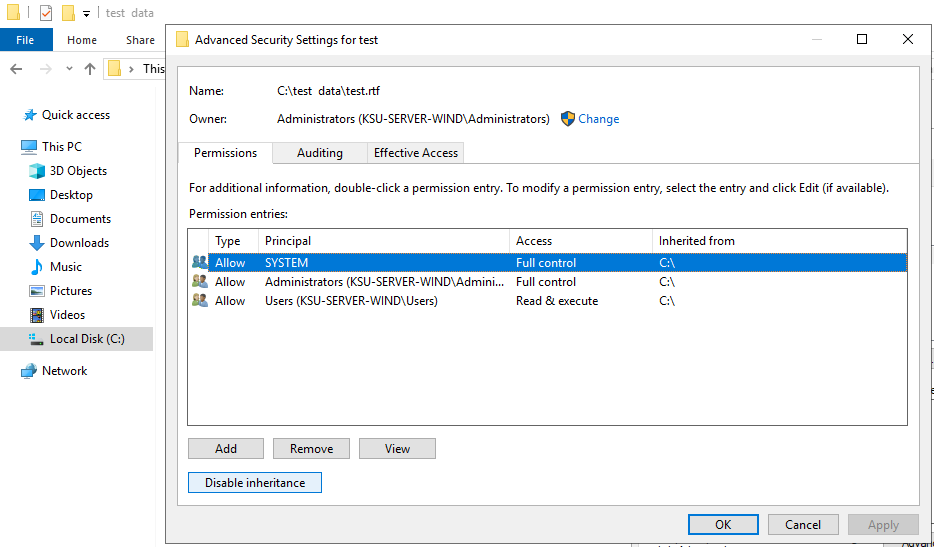 test  data
File
Home
Share
This
Quick access
This PC
3D Objects
Desktop
Documents
Downloads
Music
Pictures
Videos
Local Disk (C:)
Network
Advanced Security Settings for test
Name: C:\test  data\test.rtf
Owner: Administrators (KSU-SERVER-WIND\Administrators) Change
Permissions Auditing Effective Access
For additional information, double-click a permission entry. To modify a permission entry, select the entry and click Edit (if available).
Permission entries:
Type Principal Access Inherited from
Allow SYSTEM Full control C:\
Allow Administrators (KSU-SERVER-WIND\Admini... Full control C:\
Allow Users (KSU-SERVER-WIND\Users) Read & execute C:\
Add Remove View
Disable inheritance
OK Cancel Apply